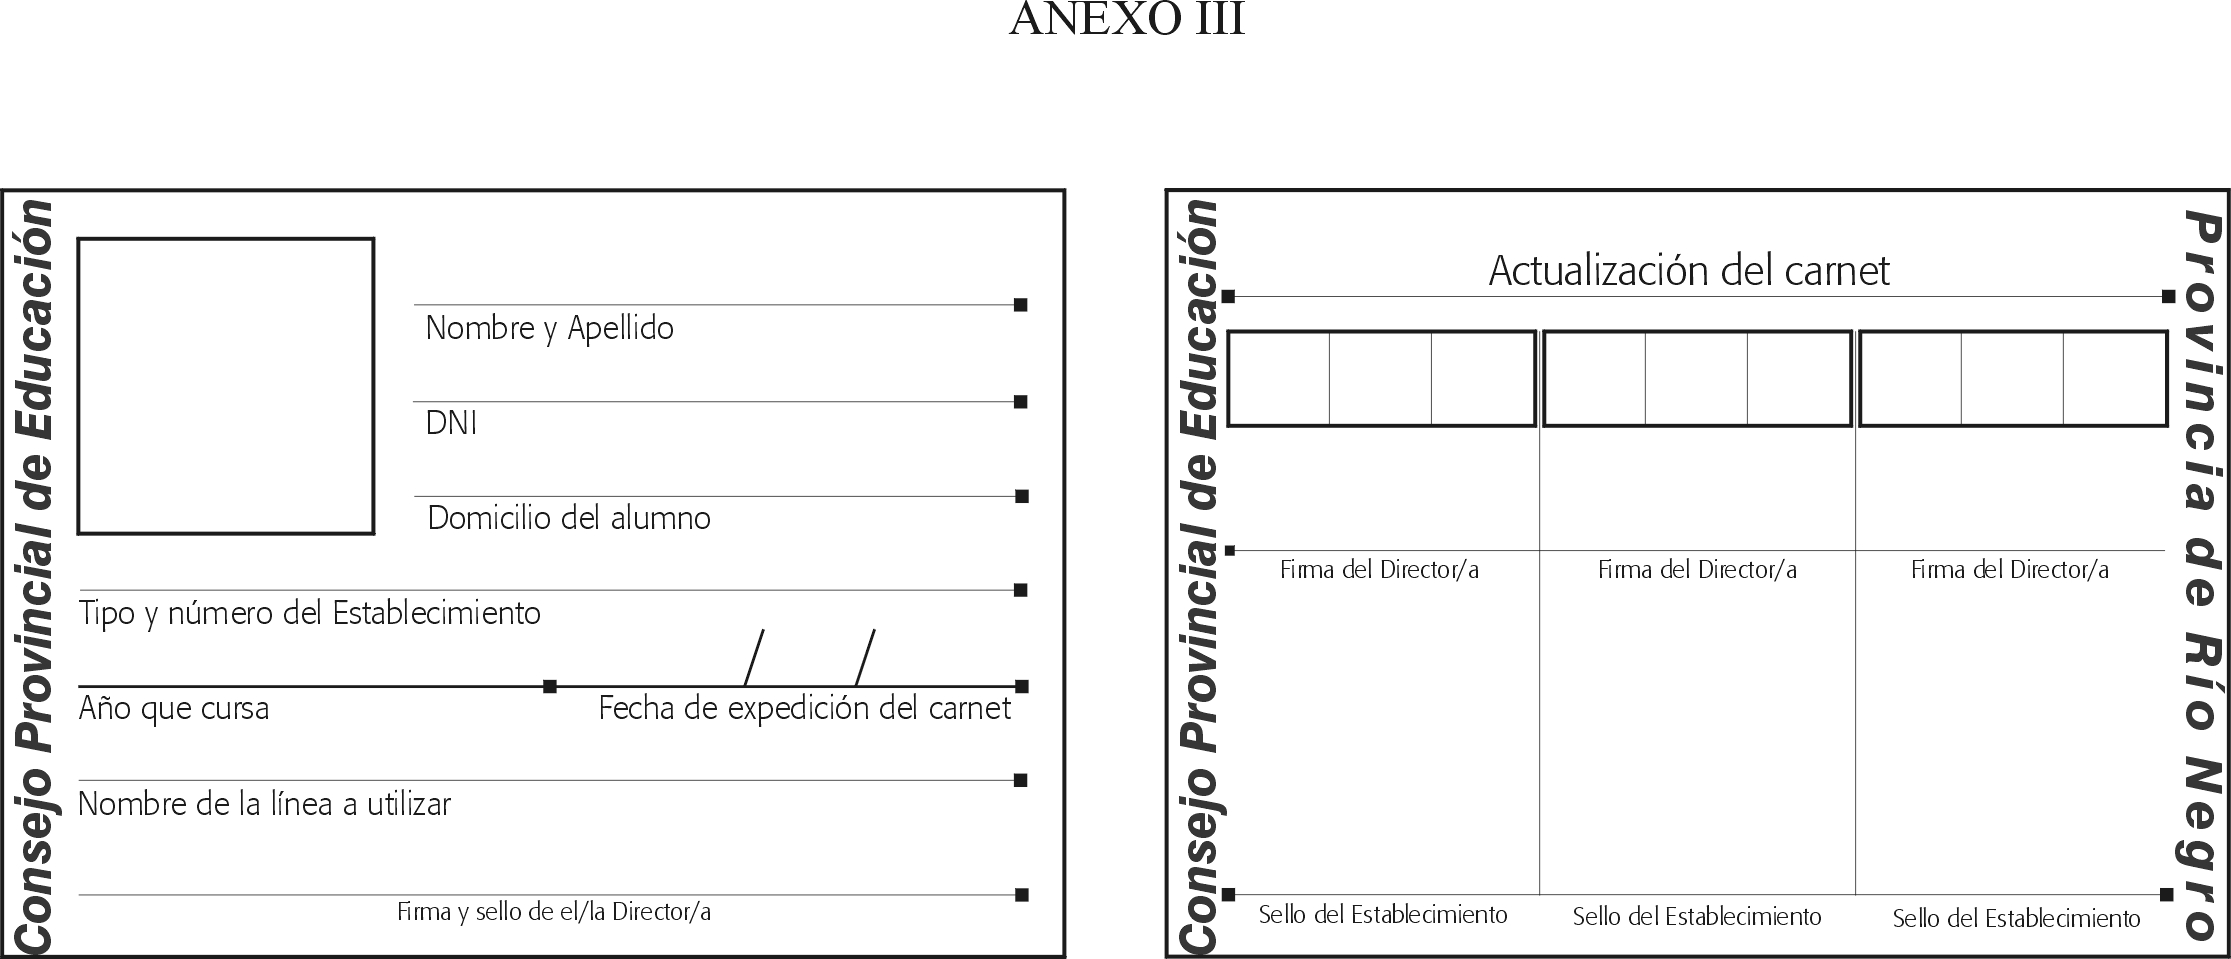 ANEXO III
Consejo Provincial de Educación
Nombre y Apellido
DNI
Domicilio del alumno
Tipo y número del Establecimiento
/ /
Año que cursa Fecha de expedición del carnet
Nombre de la línea a utilizar
Firma y sello de el/la Director/a
Consejo Provincial de Educación
Actualización del carnet
Firma del Director/a Firma del Director/a Firma del Director/a
Sello del Establecimiento Sello del Establecimiento Sello del Establecimiento
Provincia de Río Negro